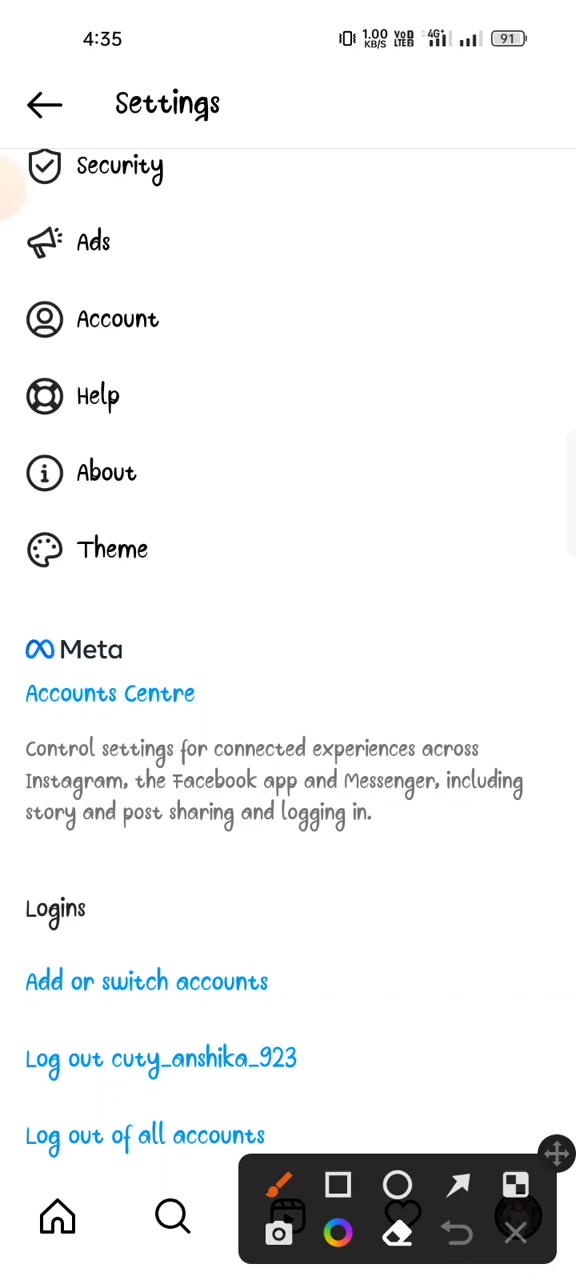 4:35
1.00
KB/S
VoD
LTE2
4G+
91
Settings
Security
Ads
Account
Help
About
Theme
Meta
Accounts Centre
Control settings for connected experiences across
Instagram, the Facebook app and Messenger, including
story and post sharing and logging in.
Logins
Add or switch accounts
Log out cuty_anshika_923
Log out of all accounts